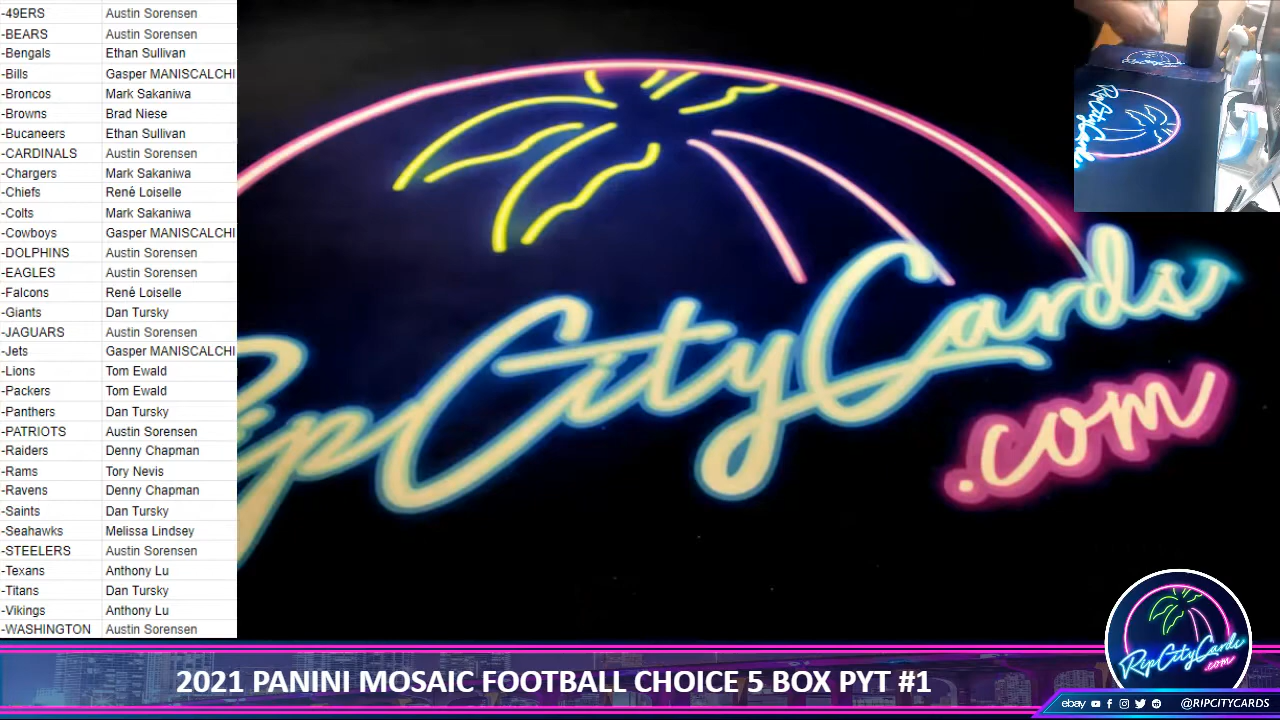 -49ERS Austin Sorensen
-BEARS Austin Sorensen
-Bengals Ethan Sullivan
-Bills Gasper MANISCALCHI
-Broncos Mark Sakaniwa
-Browns Brad Niese
-Bucaneers Ethan Sullivan
-CARDINALS Austin Sorensen
-Chargers Mark Sakaniwa
-Chiefs René Loiselle
-Colts Mark Sakaniwa
-Cowboys Gasper MANISCALCHI
-DOLPHINS Austin Sorensen
-EAGLES Austin Sorensen
-Falcons René Loiselle
-Giants Dan Tursky
-JAGUARS Austin Sorensen
-Jets Gasper MANISCALCHI
-Lions Tom Ewald
-Packers Tom Ewald
-Panthers Dan Tursky
-PATRIOTS Austin Sorensen
-Raiders Denny Chapman
-Rams Tory Nevis
-Ravens Denny Chapman
-Saints Dan Tursky
-Seahawks Melissa Lindsey
-STEELERS Austin Sorensen
-Texans Anthony Lu
-Titans Dan Tursky
-Vikings Anthony Lu
-WASHINGTON Austin Sorensen
RipCityCards
.com
RipCityCards
RipCityCards
.com
2021 PANINI MOSAIC FOOTBALL CHOICE 5 BOX PYT #1
ebay @RIPCITYCARDS